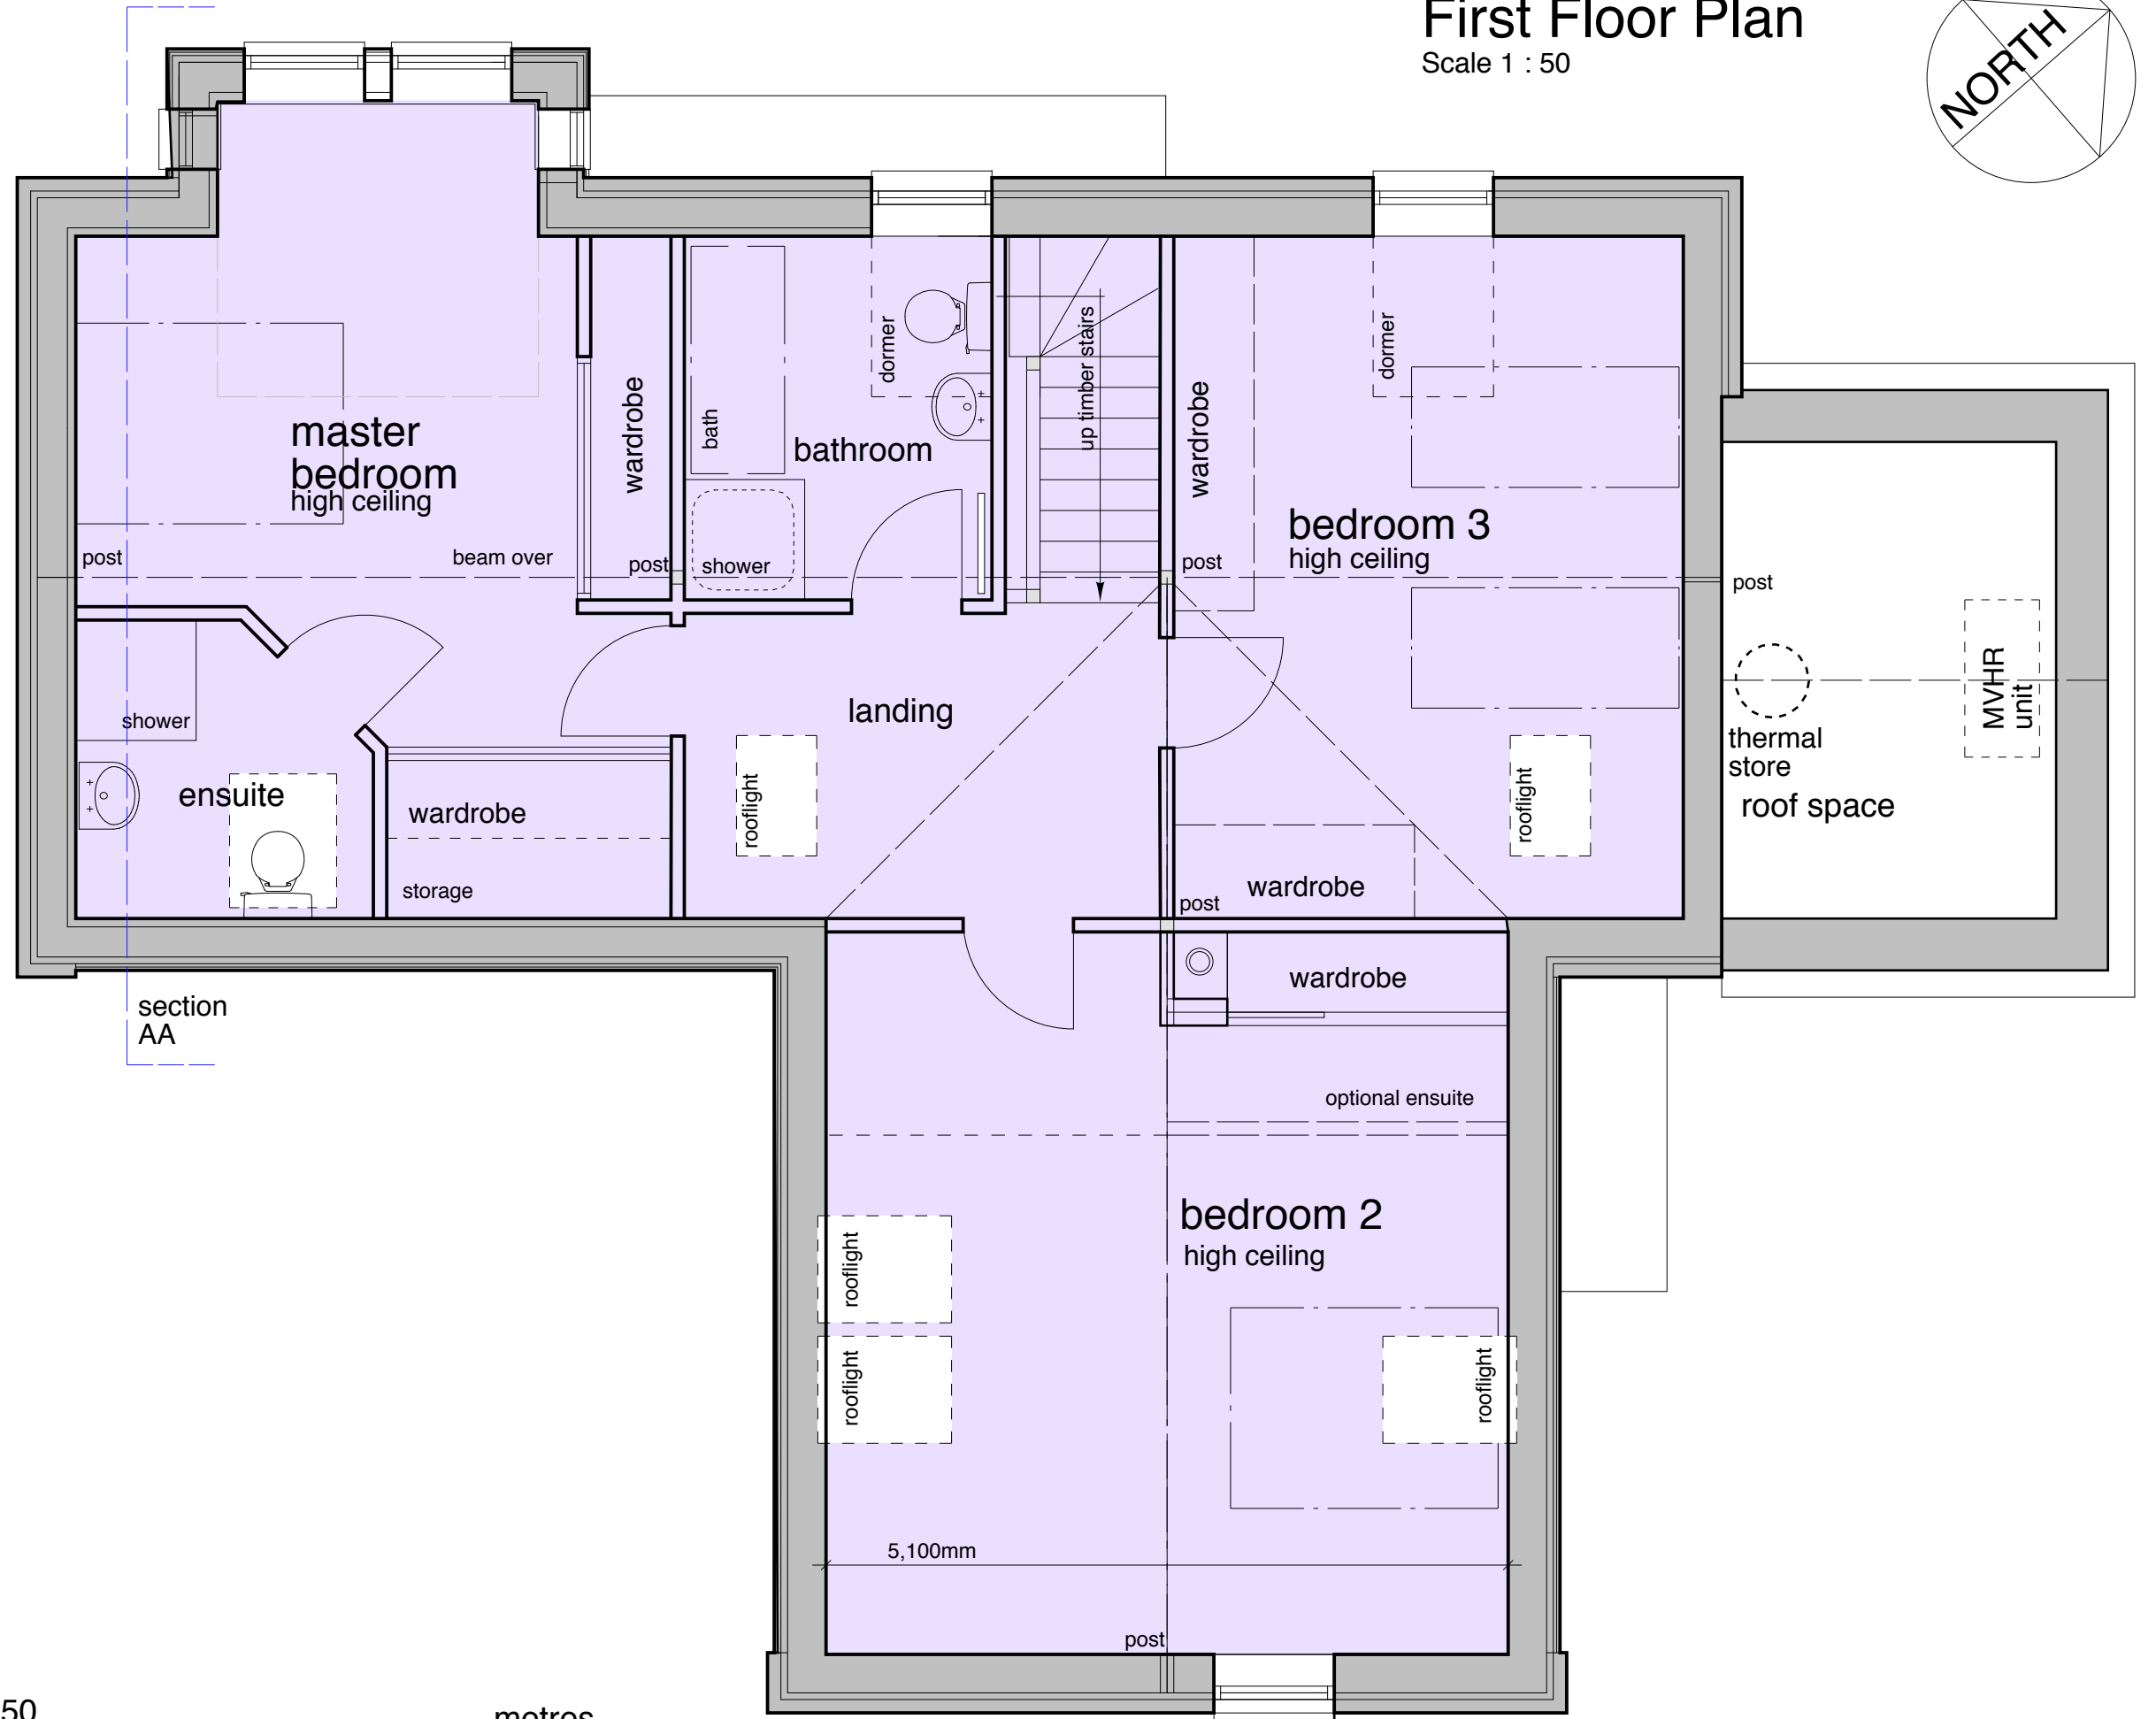 First Floor Plan
Scale 1 : 50
NORTH
master
bedroom
high ceiling
wardrobe
bath
bathroom
dormer
up timber stairs
wardrobe
dormer
bedroom 3
high ceiling
post
beam over
post
shower
post
post
shower
landing
ensuite
wardrobe
storage
rooflight
rooflight
wardrobe
post
thermal
store
MVHR
unit
roof space
section
AA
wardrobe
optional ensuite
bedroom 2
high ceiling
rooflight
rooflight
rooflight
5,100mm
post
50
metres